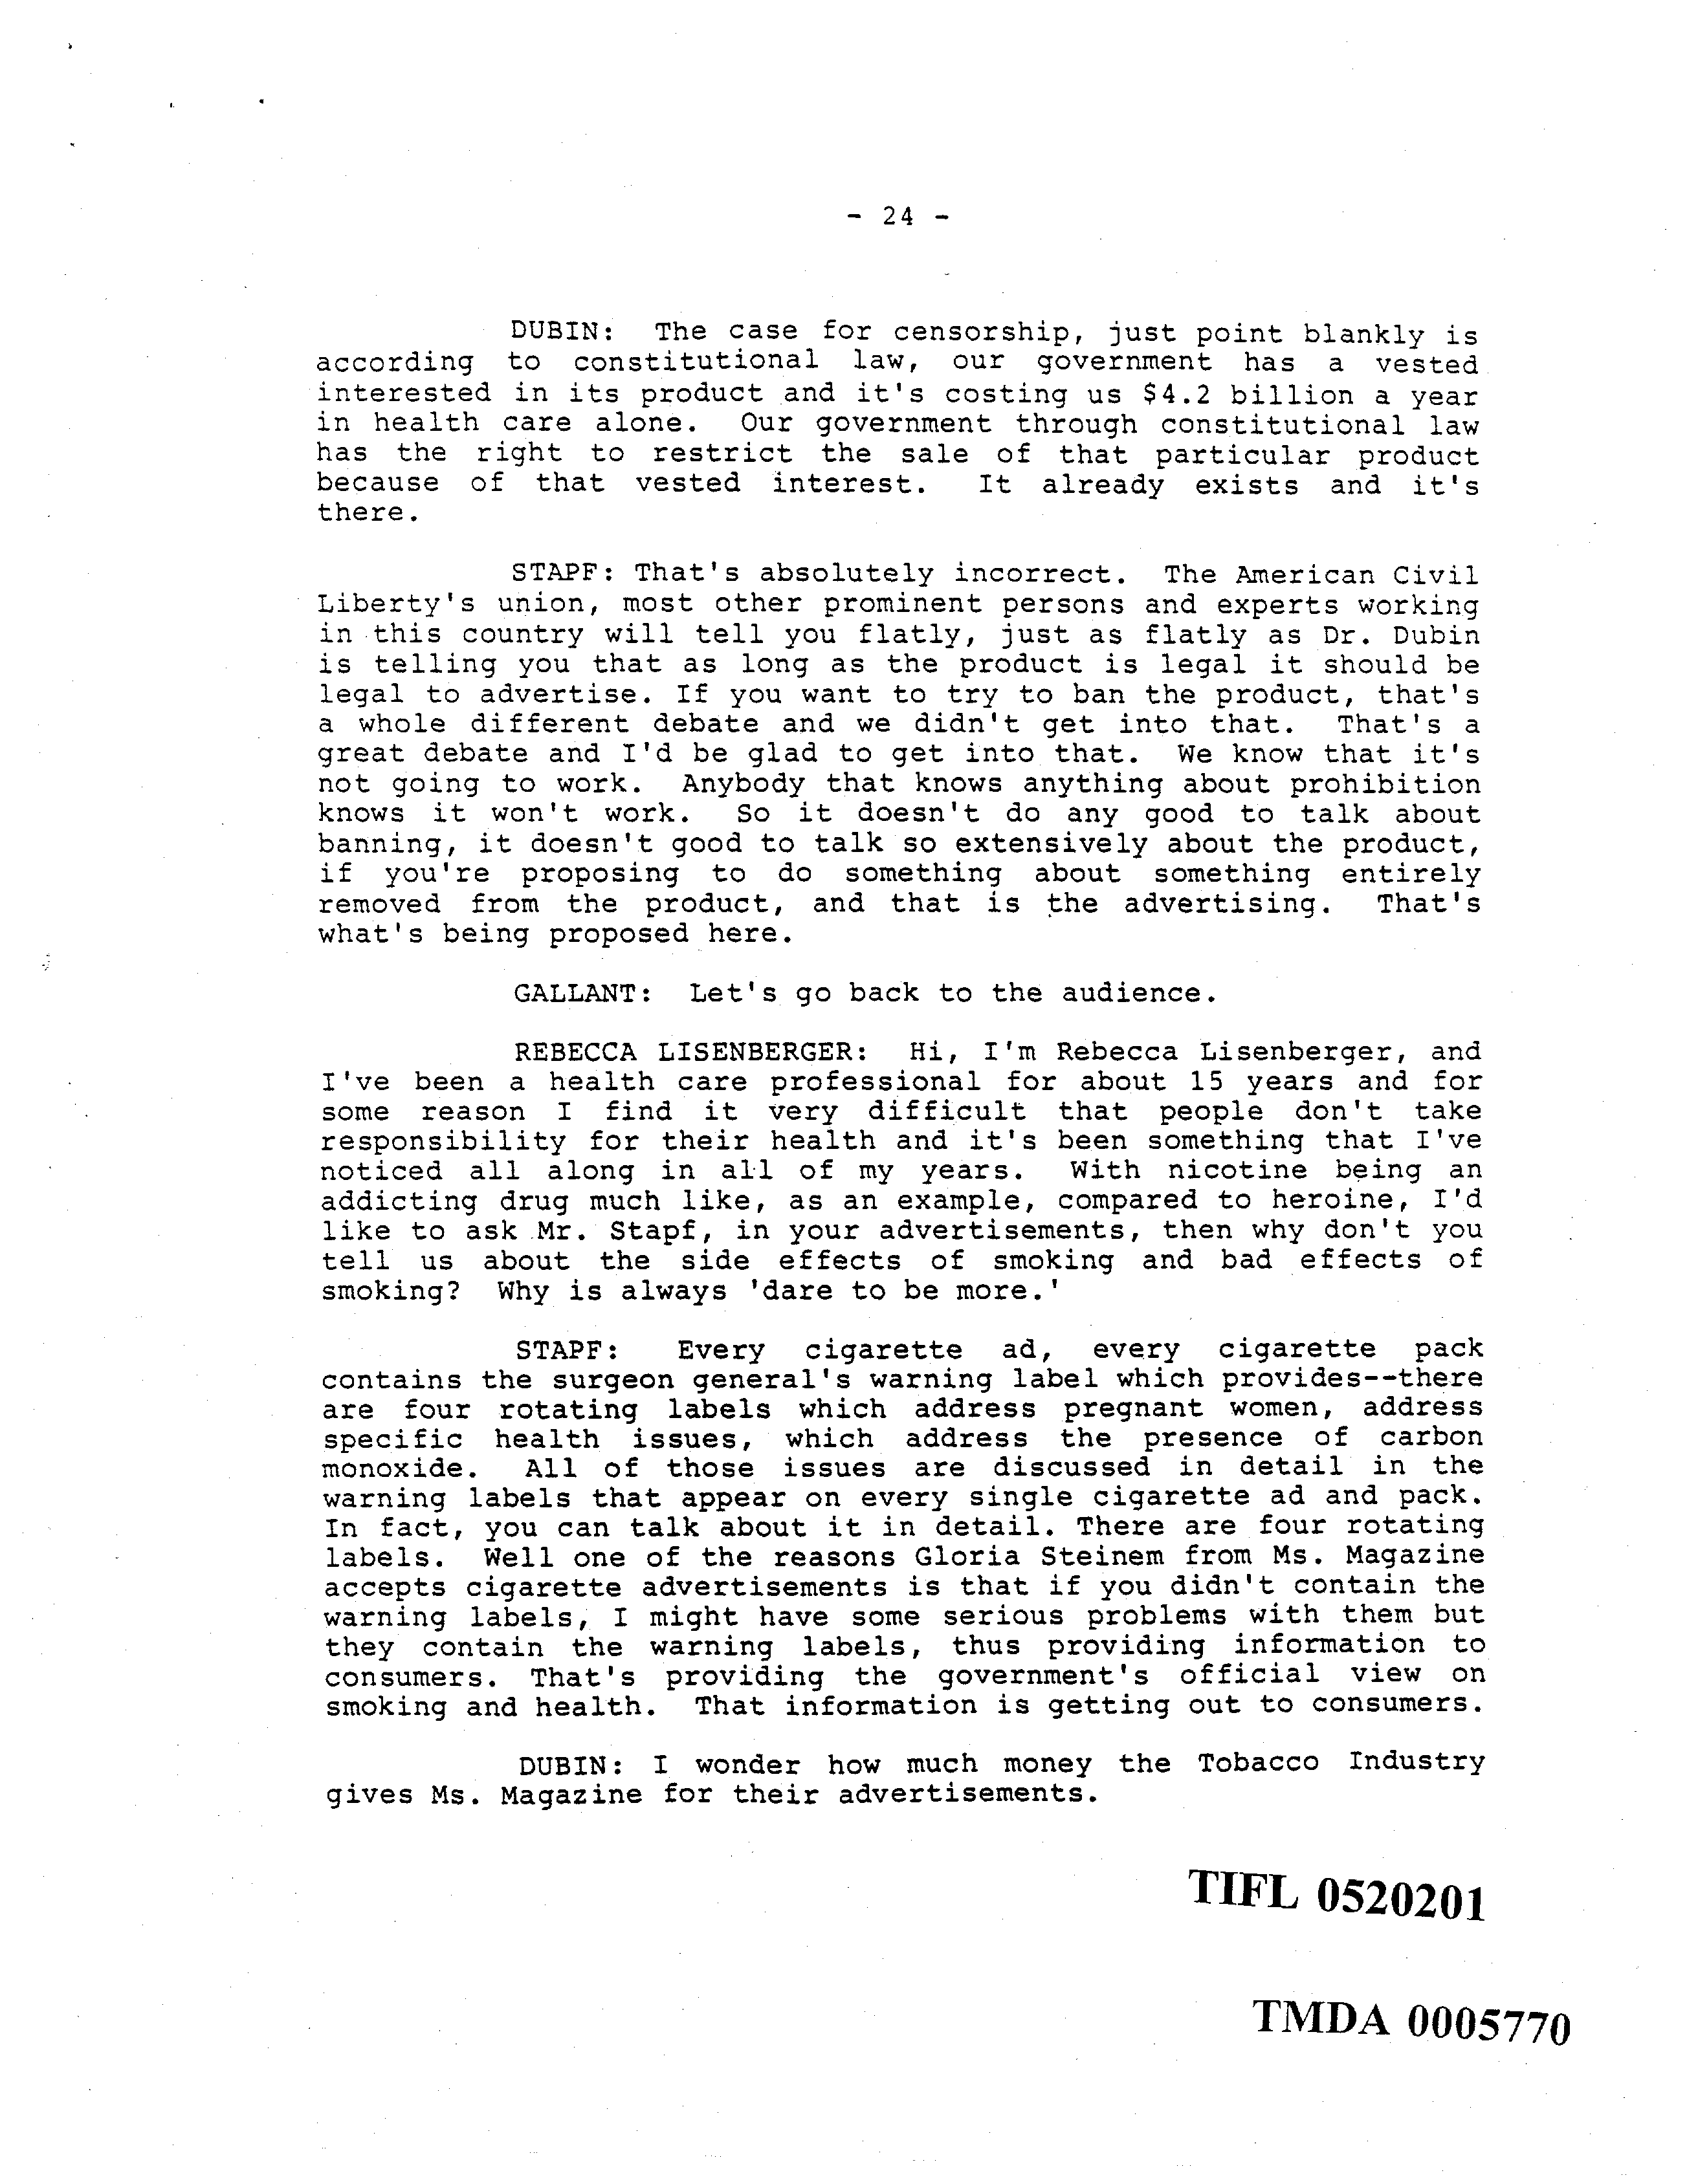 - 24 -
DUBIN: The case for censorship, just point blankly is
according to constitutional law, our government has a vested
interested in its product and it's costing us $4.2 billion a year
in health care alone. Our government through constitutional law
has the right to restrict the sale of that particular product
because of that vested interest. It already exists and it's
there.
STAPF: That's absolutely incorrect. The American Civil
Liberty's union, most other prominent persons and experts working
in this country will tell you flatly, just as flatly as Dr. Dubin
is telling you that as long as the product is legal it should be
legal to advertise. If you want to try to ban the product, that's
a whole different debate and we didn't get into that. That's a
great debate and I'd be glad to get into that. We know that it's
not going to work. Anybody that knows anything about prohibition
knows it won't work. So it doesn't do any good to talk about
banning, it doesn't good to talk so extensively about the product,
if you're proposing to do something about something entirely
removed from the product, and that is the advertising. That's
what's being proposed here.
GALLANT: Let's go back to the audience.
REBECCA LISENBERGER: Hi, I'm Rebecca Lisenberger, and
I've been a health care professional for about 15 years and for
some reason I find it very difficult that people don't take
responsibility for their health and it's been something that I've
noticed all along in all of my years. With nicotine being an
addicting drug much like, as an example, compared to heroine, I'd
like to ask Mr. Stapf, in your advertisements, then why don't you
tell us about the side effects of smoking and bad effects of
smoking? Why is always 'dare to be more.'
STAPF: Every cigarette ad, every cigarette pack
contains the surgeon general's warning label which provides--there
are four rotating labels which address pregnant women, address
specific health issues, which address the presence of carbon
monoxide. All of those issues are discussed in detail in the
warning labels that appear on every single cigarette ad and pack.
In fact, you can talk about it in detail. There are four rotating
labels. Well one of the reasons Gloria Steinem from Ms. Magazine
accepts cigarette advertisements is that if you didn't contain the
warning labels, I might have some serious problems with them but
they contain the warning labels, thus providing information to
consumers. That's providing the government's official view on
smoking and health. That information is getting out to consumers.
DUBIN: I wonder how much money the Tobacco Industry
gives Ms. Magazine for their advertisements.
TIFL 0520201
TMDA 0005770